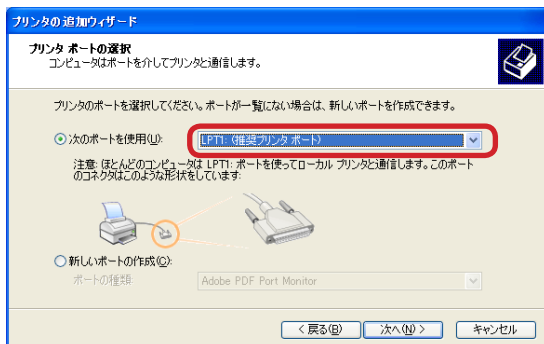 プリンタの追加ウィザード
プリンタ ポートの選択
コンピュータはポートを介してプリンタと通信します。
プリンタのポートを選択してください。ポートが一覧にない場合は、新しいポートを作成できます。
次のポートを使用(U):
LPT1: (推奨プリンタ ポート)
注意: ほとんどのコンピュータは LPT1: ポートを使ってローカル プリンタと通信します。このポート
のコネクタはこのような形状をしています:
新しいポートの作成(C):
ポートの種類
Adobe PDF Port Monitor
< 戻る(B)
次へ(N) >
キャンセル